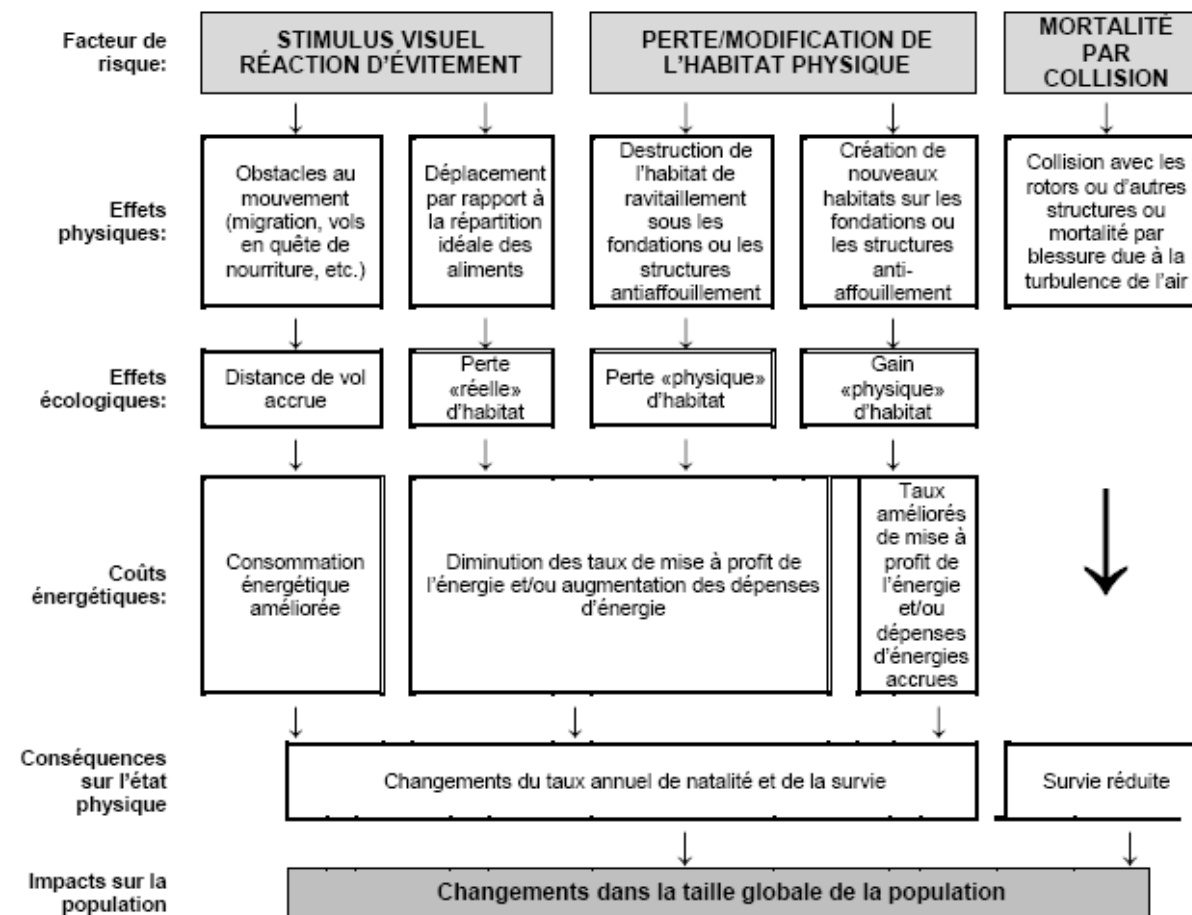 Facteur de
risque:
STIMULUS VISUEL
RÉACTION D'ÉVITEMENT
PERTE/MODIFICATION DE
L'HABITAT PHYSIQUE
MORTALITÉ
PAR
COLLISION
Effets
physiques:
Obstacles au
mouvement
(migration, vols
en quête de
nourriture, etc.)
Déplacement
par rapport à
la répartition
idéale des
aliments
Destruction de
l'habitat de
ravitaillement
sous les
fondations ou les
structures
antiaffouillement
Création de
nouveaux
habitats sur les
fondations ou
les structures
anti-
affouillement
Collision avec les
rotors ou d'autres
structures ou
mortalité par
blessure due à la
turbulence de l'air
Effets
écologiques:
Distance de vol
accrue
Perte
«réelle»
d'habitat
Perte «physique»
d'habitat
Gain
«physique»
d'habitat
Coûts
énergétiques:
Consommation
énergétique
améliorée
Diminution des taux de mise à profit de
l'énergie et/ou augmentation des dépenses
d'énergie
Taux
améliorés
de mise à
profit de
l'énergie
et/ou
dépenses
d'énergies
accrues
Conséquences
sur l'état
physique
Changements du taux annuel de natalité et de la survie
Survie réduite
Impacts sur la
population
Changements dans la taille globale de la population